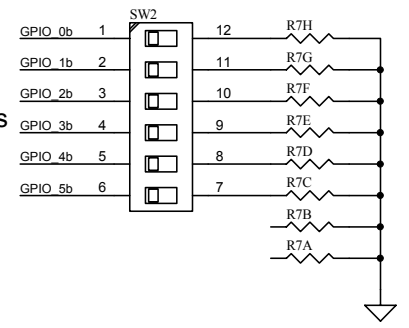 SW2
GPIO_0b 1 12 R7H
GPIO_1b 2 11 R7G
GPIO_2b 3 10 R7F
S GPIO_3b 4 9 R7E
GPIO_4b 5 8 R7D
GPIO_5b 6 7 R7C
R7B
R7A